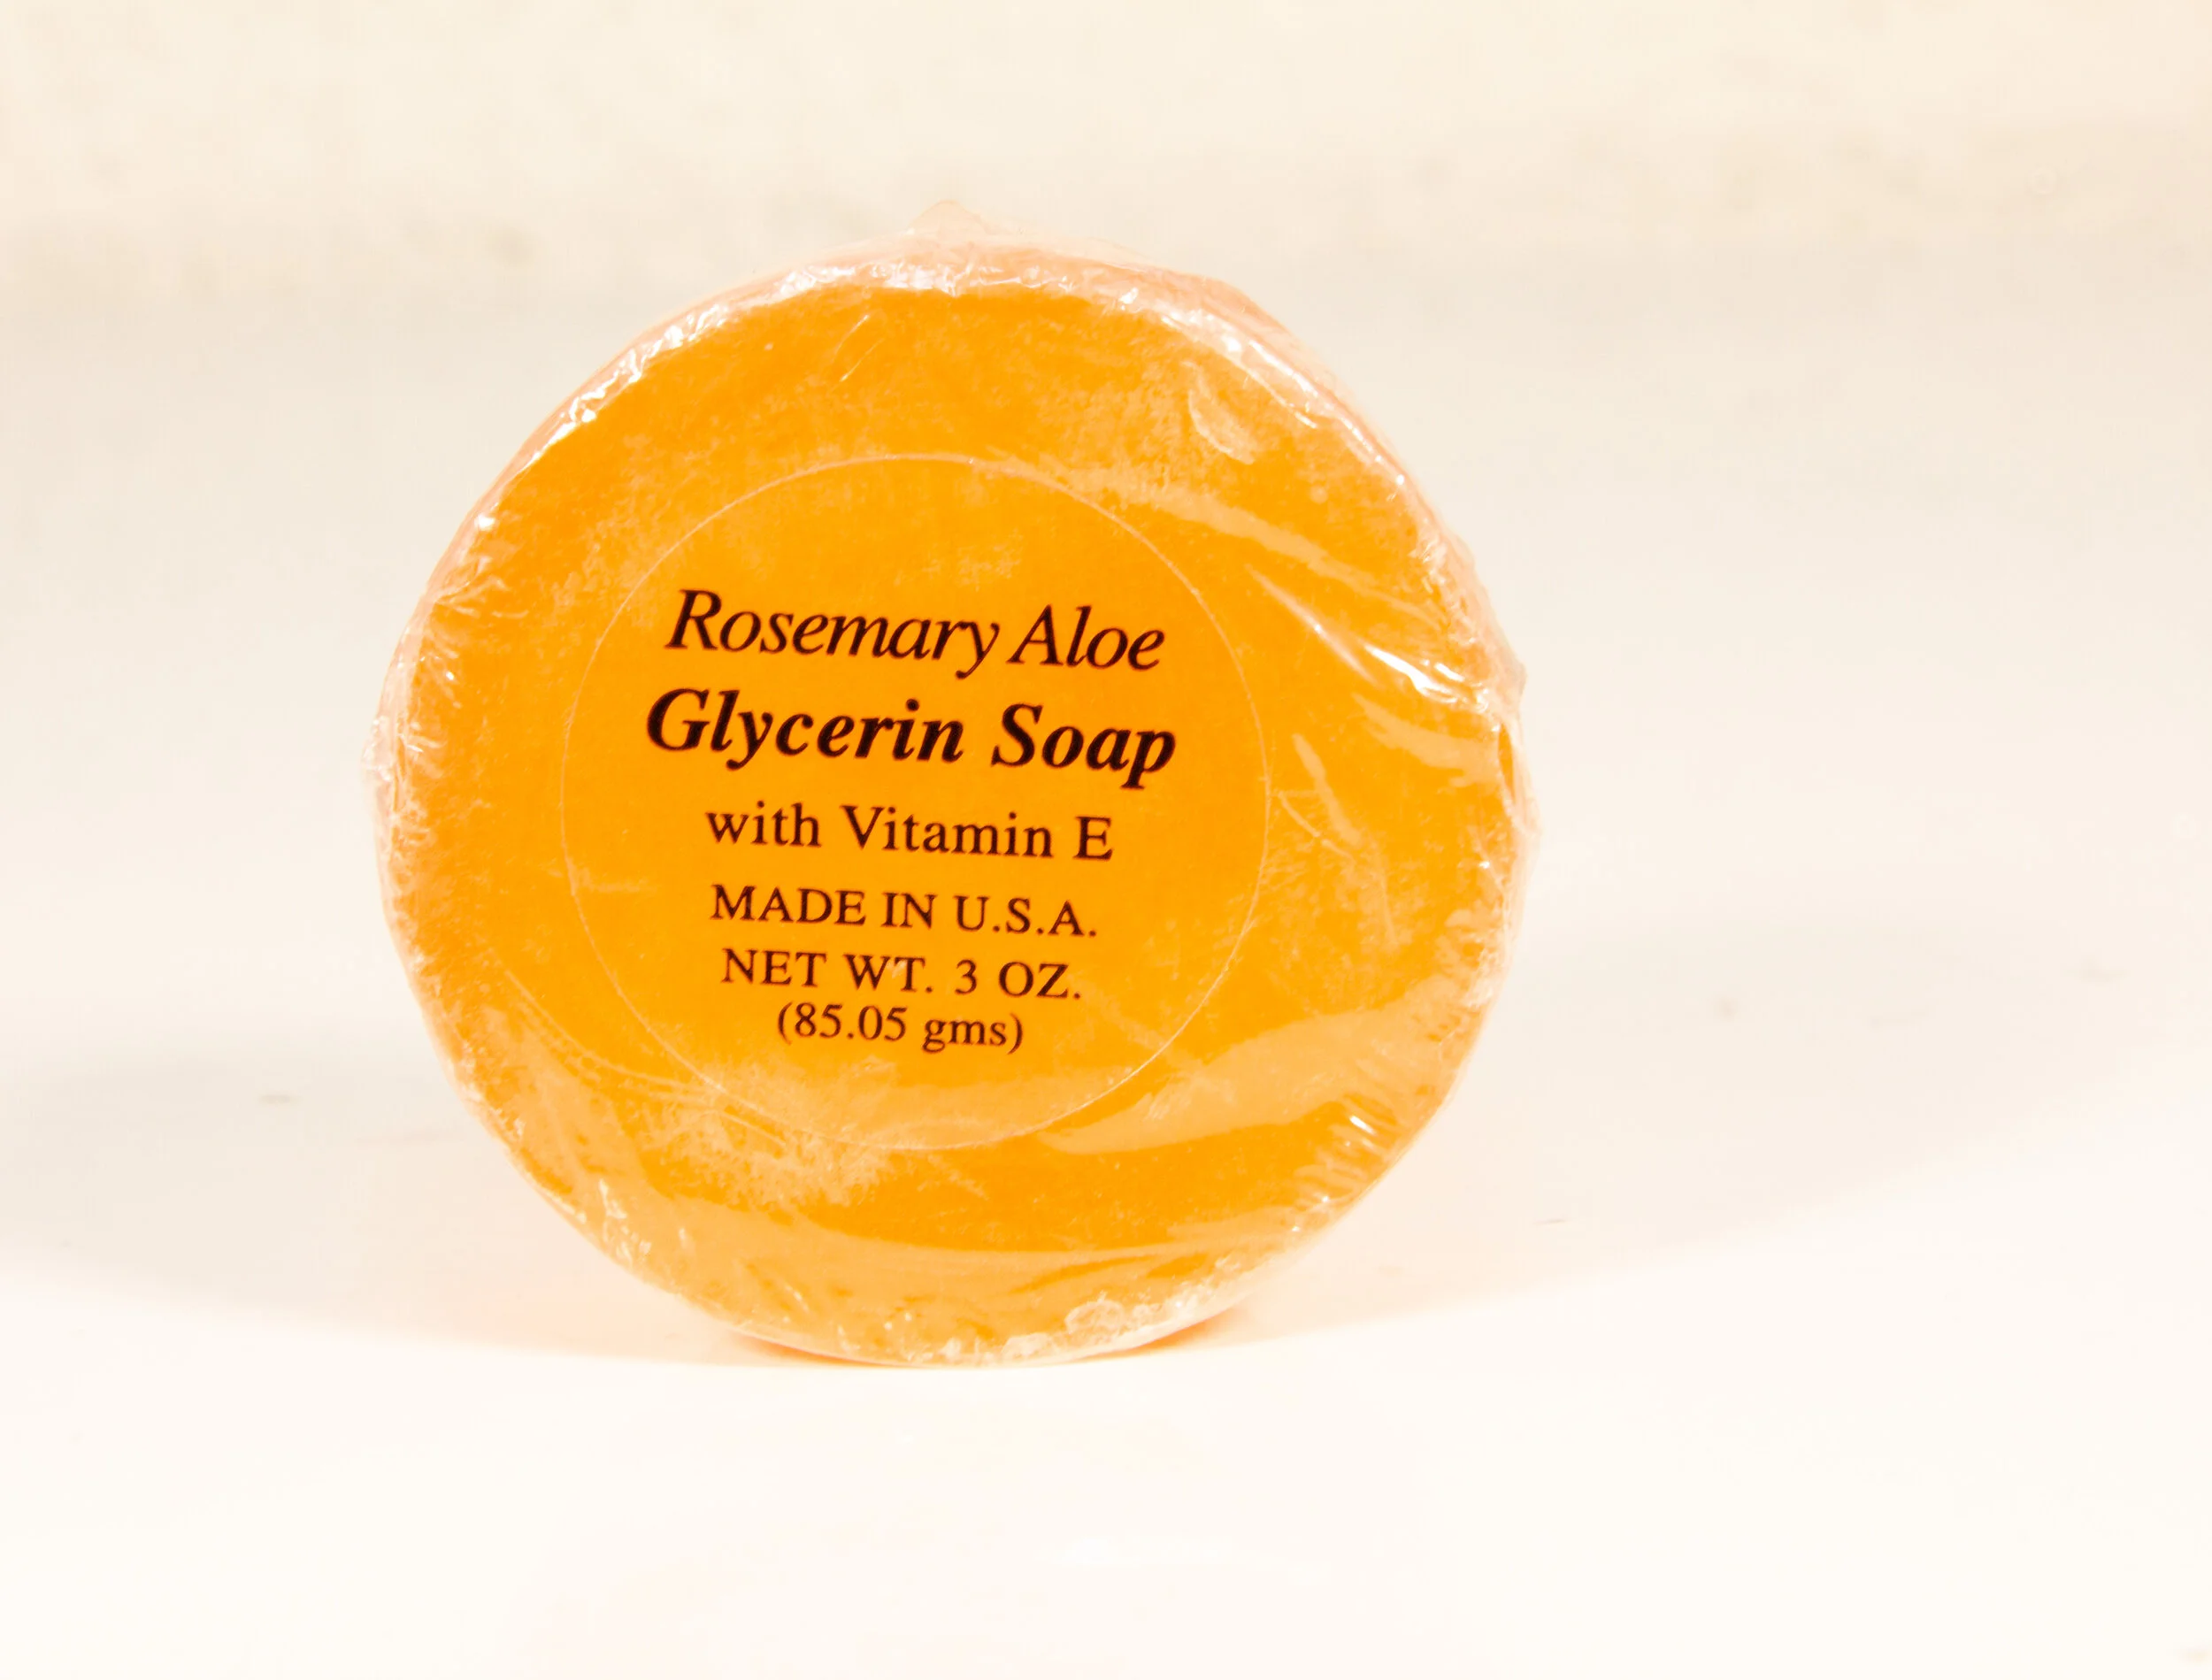 Rosemary Aloe
Glycerin Soap
with Vitamin E
MADE IN U.S.A.
NET WT. 3 OZ.
(85.05 gms)